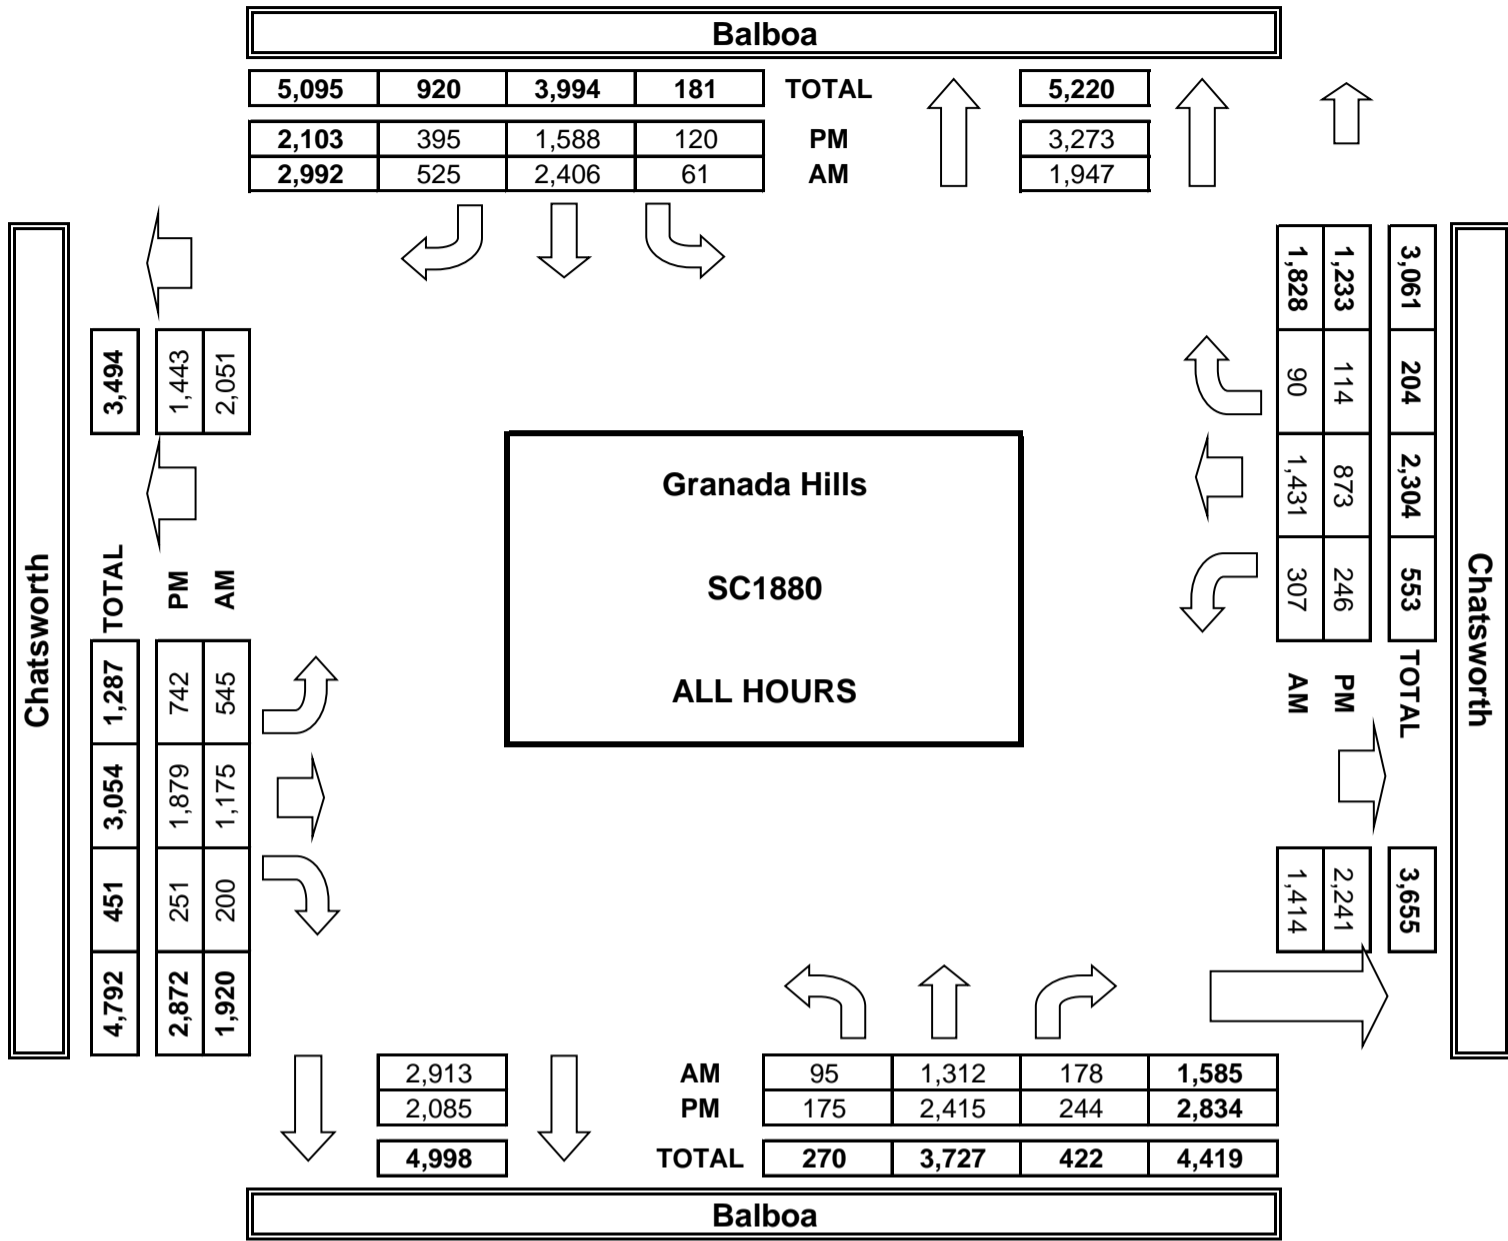 Balboa
5,095 920 3,994 181 TOTAL 5,220
2,103 395 1,588 120 PM 3,273
2,992 525 2,406 61 AM 1,947
Chatsworth
3,494 1,443 2,051
TOTAL PM AM
1,287 742 545
3,054 1,879 1,175
451 251 200
4,792 2,872 1,920
Granada Hills
SC1880
ALL HOURS
1,828 1,233 3,061
90 114 204
1,431 873 2,304
307 246 553
AM PM TOTAL
1,414 2,241 3,655
Chatsworth
2,913 AM 95 1,312 178 1,585
2,085 PM 175 2,415 244 2,834
4,998 TOTAL 270 3,727 422 4,419
Balboa